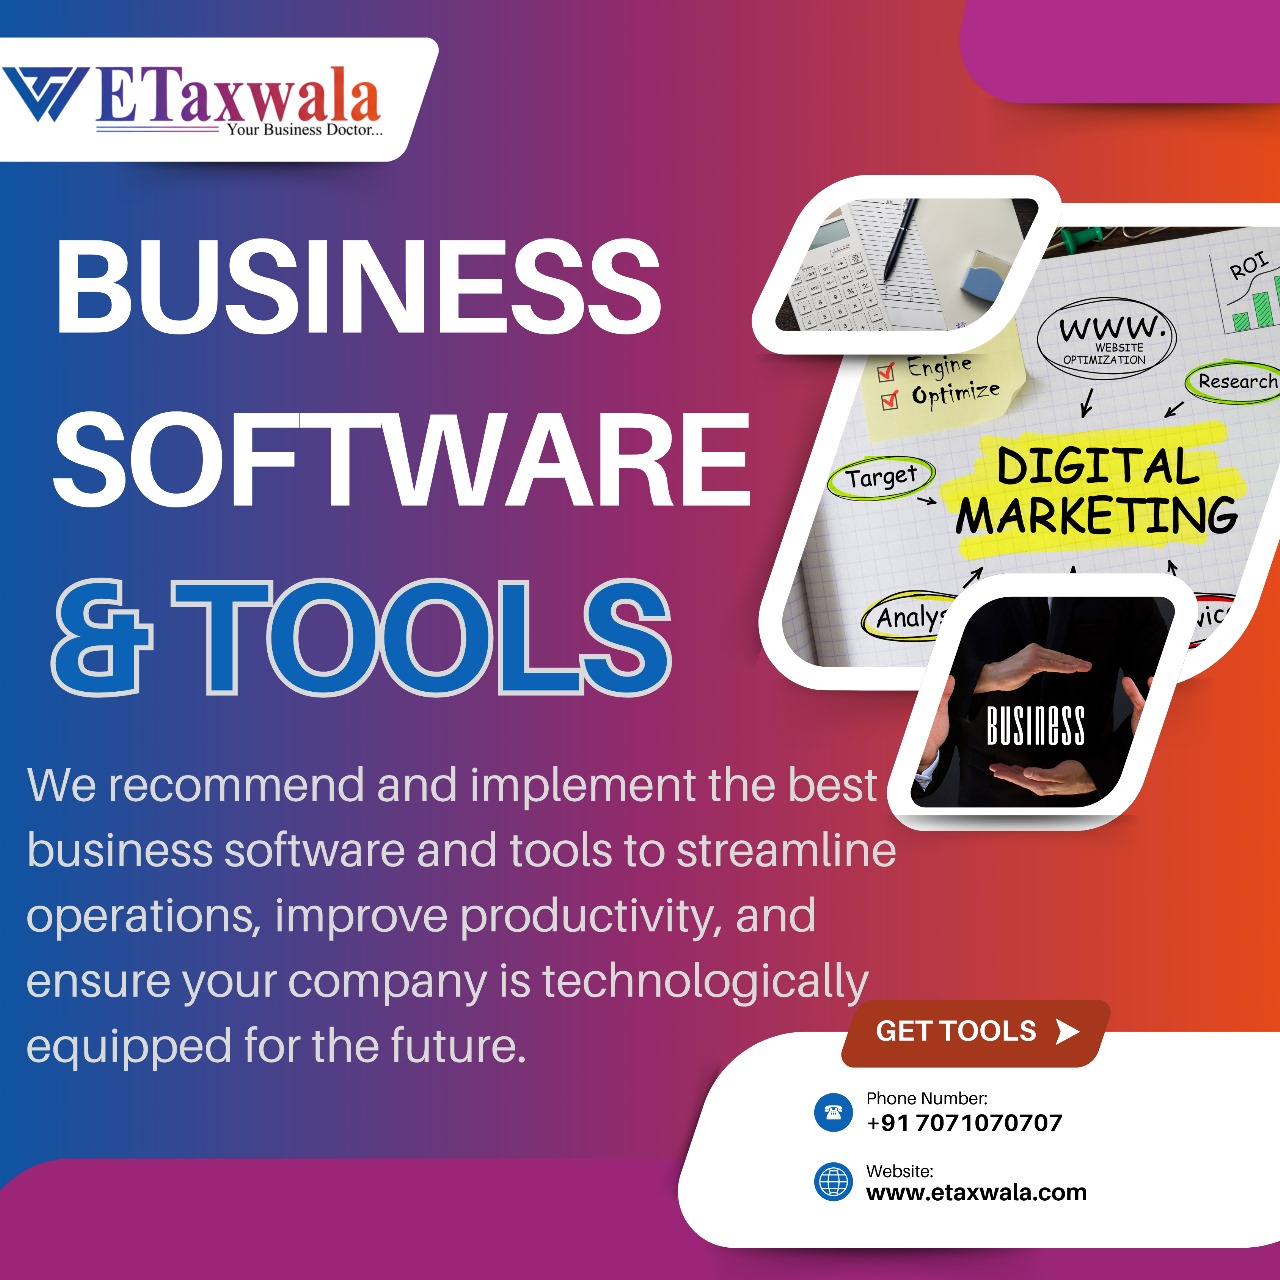 ETaxwala
Your Business Doctor...
BUSINESS
SOFTWARE
& TOOLS
We recommend and implement the best
business software and tools to streamline
operations, improve productivity, and
ensure your company is technologically
equipped for the future.
Engine
Optimize
WWW.
WEBSITE
OPTIMIZATION
ROI
Research
Target
DIGITAL
MARKETING
BUSINESS
GET TOOLS
Phone Number:
+91 7071070707
Website:
www.etaxwala.com